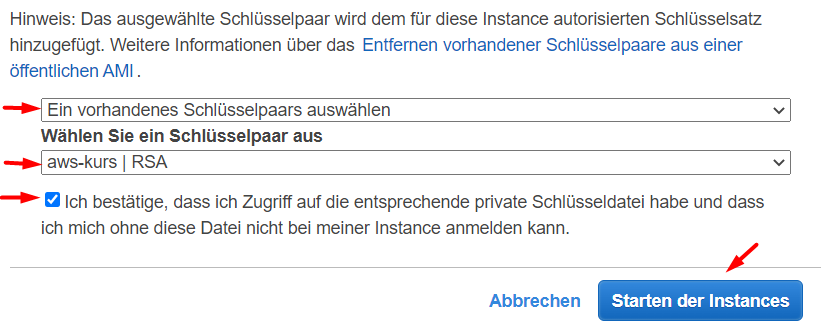 Hinweis: Das ausgewählte Schlüsselpaar wird dem für diese Instance autorisierten Schlüsselsatz
hinzugefügt. Weitere Informationen über das Entfernen vorhandener Schlüsselpaare aus einer
öffentlichen AMI.
Ein vorhandenes Schlüsselpaars auswählen
Wählen Sie ein Schlüsselpaar aus
aws-kurs | RSA
Ich bestätige, dass ich Zugriff auf die entsprechende private Schlüsseldatei habe und dass
ich mich ohne diese Datei nicht bei meiner Instance anmelden kann.
Abbrechen Starten der Instances